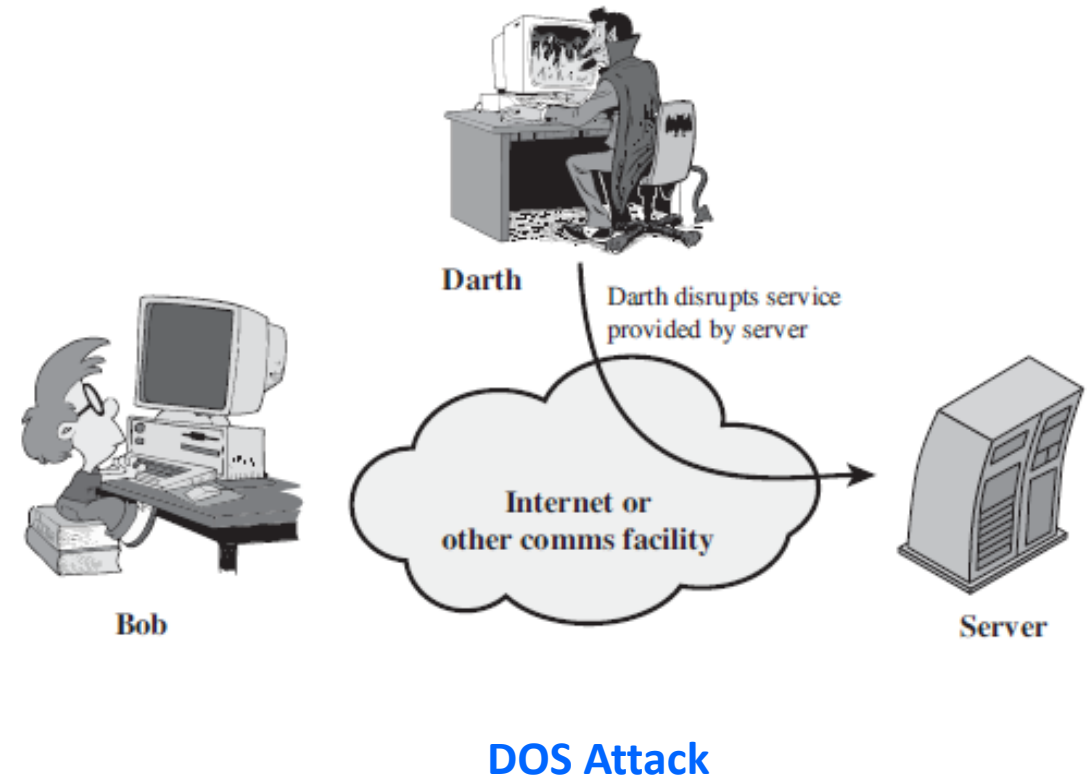 Darth
Darth disrupts service
provided by server
Internet or
other comms facility
Bob
Server
DOS Attack